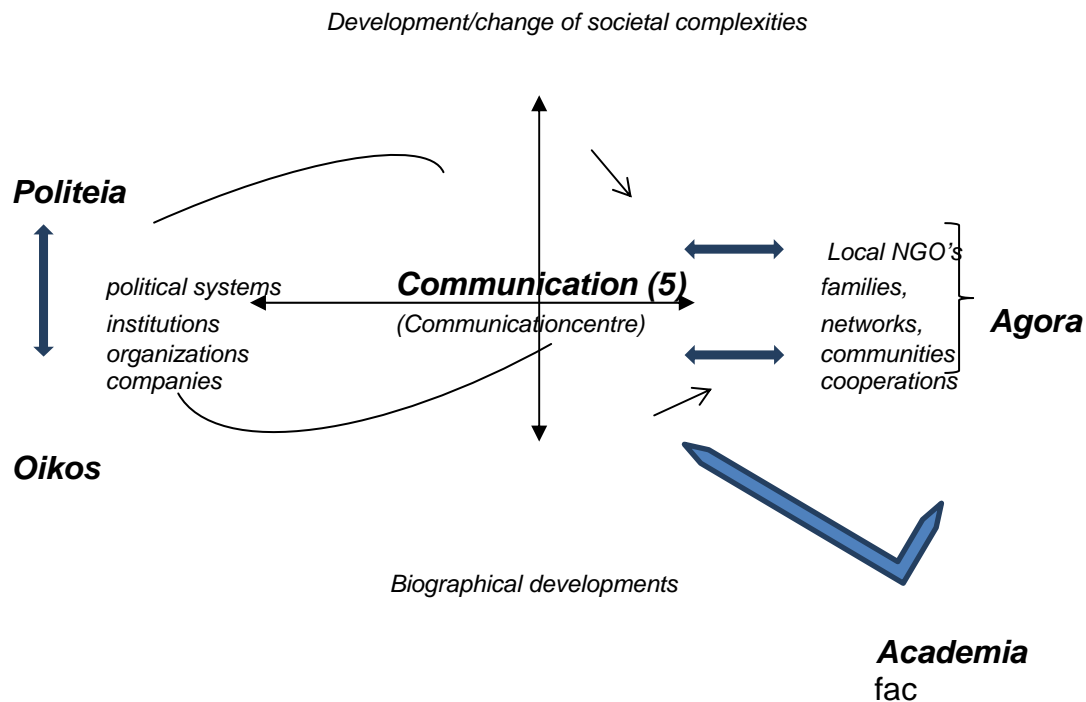 Development/change of societal complexities
Politeia
political systems
institutions
organizations
companies
Oikos
Communication (5)
(Communicationcentre)
Local NGO’s
families,
networks,
communities
cooperations
Agora
Biographical developments
Academia
fac